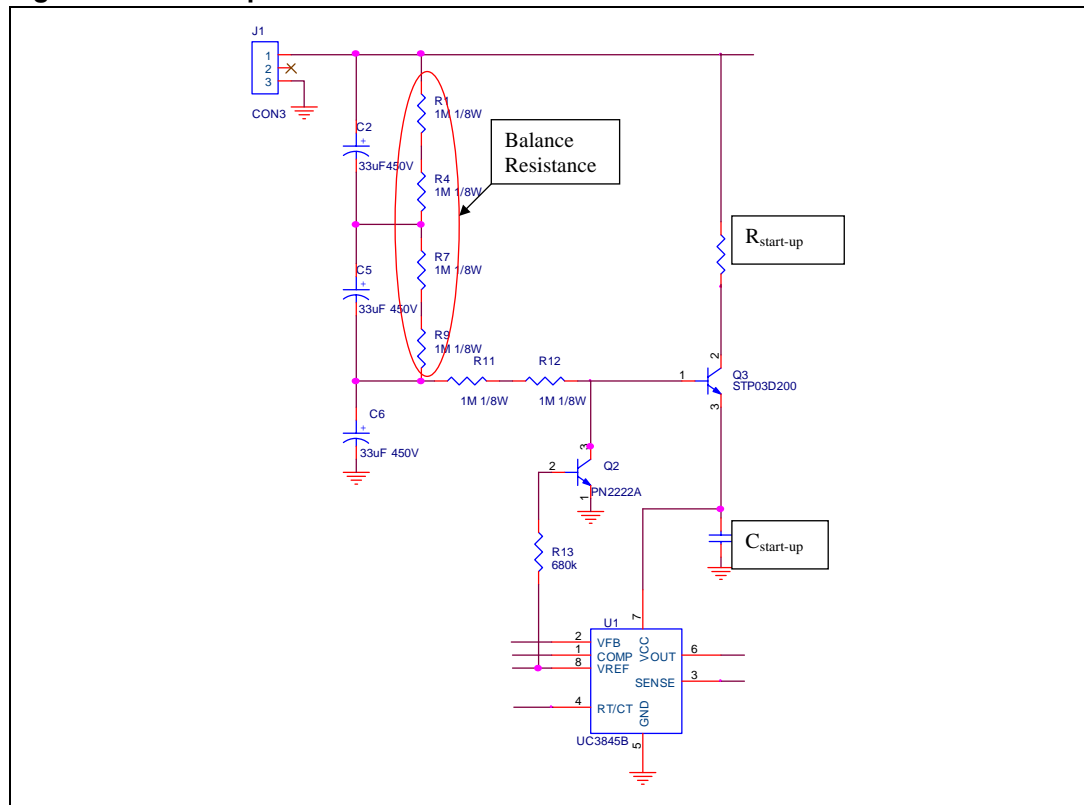 J1
1
2
3
CON3
C2
33uF450V
R1
1M 1/8W
R4
1M 1/8W
Balance
Resistance
R7
1M 1/8W
C5
33uF 450V
R9
1M 1/8W
R11
1M 1/8W
R12
1M 1/8W
Rstart-up
2
1
Q3
STP03D200
3
C6
33uF 450V
3
2
Q2
PN2222A
1
R13
680k
Cstart-up
U1
7
2
VFB
1
COMP
8
VREF
4
RT/CT
VCC
VOUT
6
SENSE
3
GND
5
UC3845B